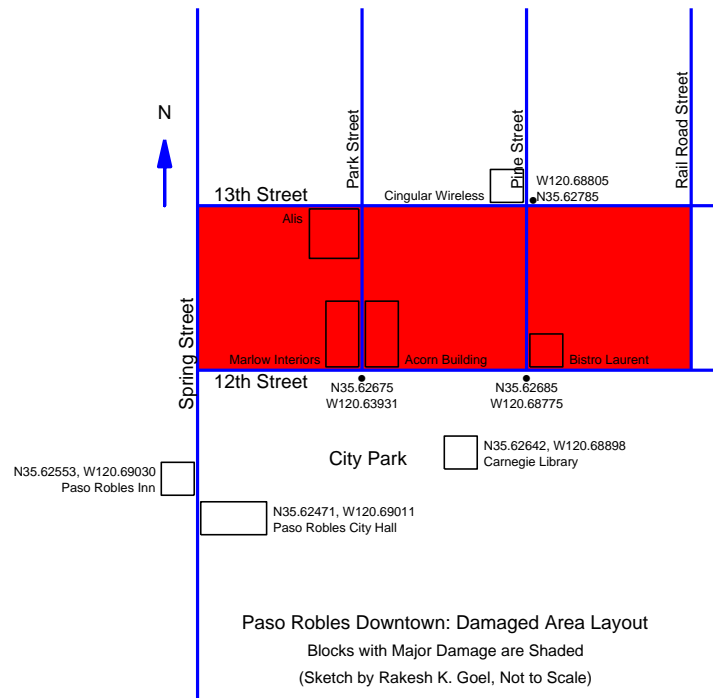 N
Park Street
Pine Street
Rail Road Street
Cingular Wireless
W120.68805
N35.62785
13th Street
Alis
Spring Street
Marlow Interiors
Acorn Building
Bistro Laurent
12th Street
N35.62675
W120.63931
N35.62685
W120.68775
City Park
N35.62642, W120.68898
Carnegie Library
N35.62553, W120.69030
Paso Robles Inn
N35.62471, W120.69011
Paso Robles City Hall
Paso Robles Downtown: Damaged Area Layout
Blocks with Major Damage are Shaded
(Sketch by Rakesh K. Goel, Not to Scale)